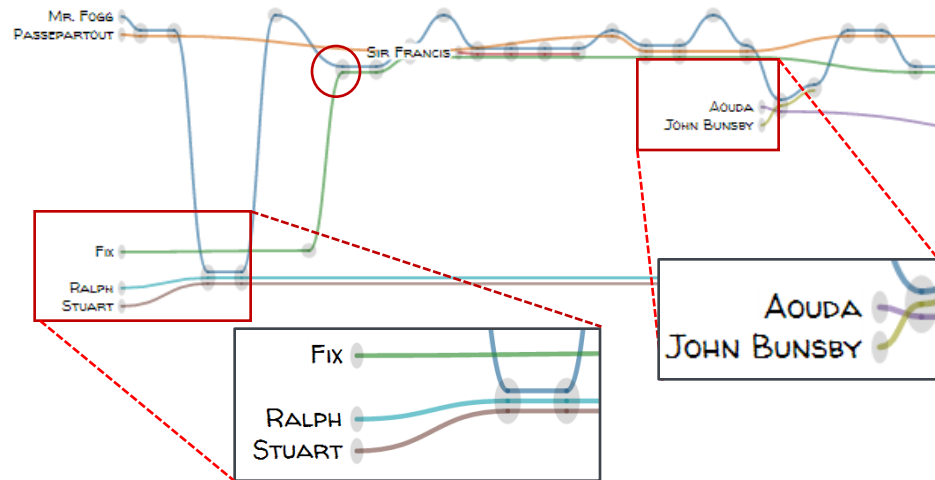 Mr. Fogg
Passepartout
Sir Francis
Aouda
John Bunsby
Fix
Ralph
Stuart
Aouda
John Bunsby
Fix
Ralph
Stuart